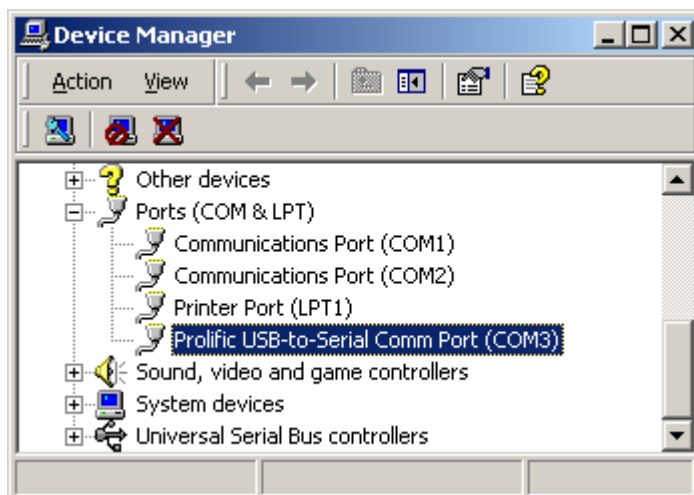 Device Manager
Action View
Other devices
Ports (COM & LPT)
Communications Port (COM1)
Communications Port (COM2)
Printer Port (LPT1)
Prolific USB-to-Serial Comm Port (COM3)
Sound, video and game controllers
System devices
Universal Serial Bus controllers